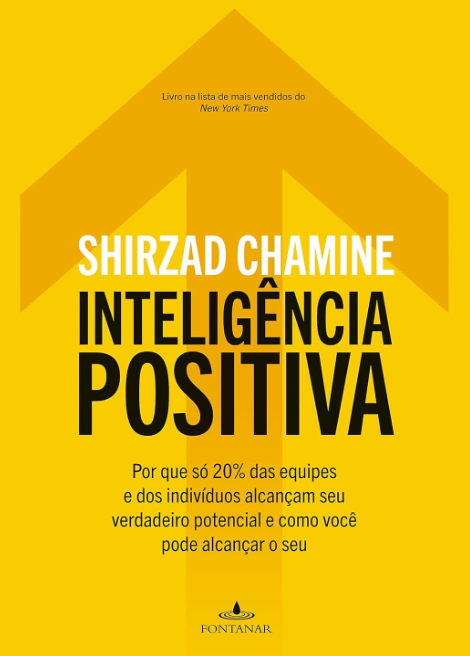 Livro na lista de mais vendidos do
New York Times
SHIRZAD CHAMINE
INTELIGÊNCIA
POSITIVA
Por que só 20% das equipes
e dos indivíduos alcançam seu
verdadeiro potencial e como você
pode alcançar o seu
FONTANAR